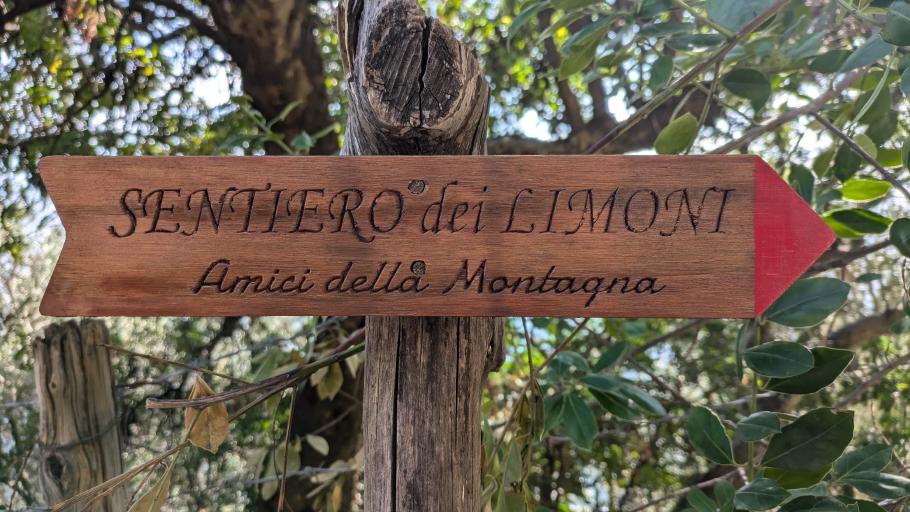 SENTIERO dei LIMONI
Amici della Montagna